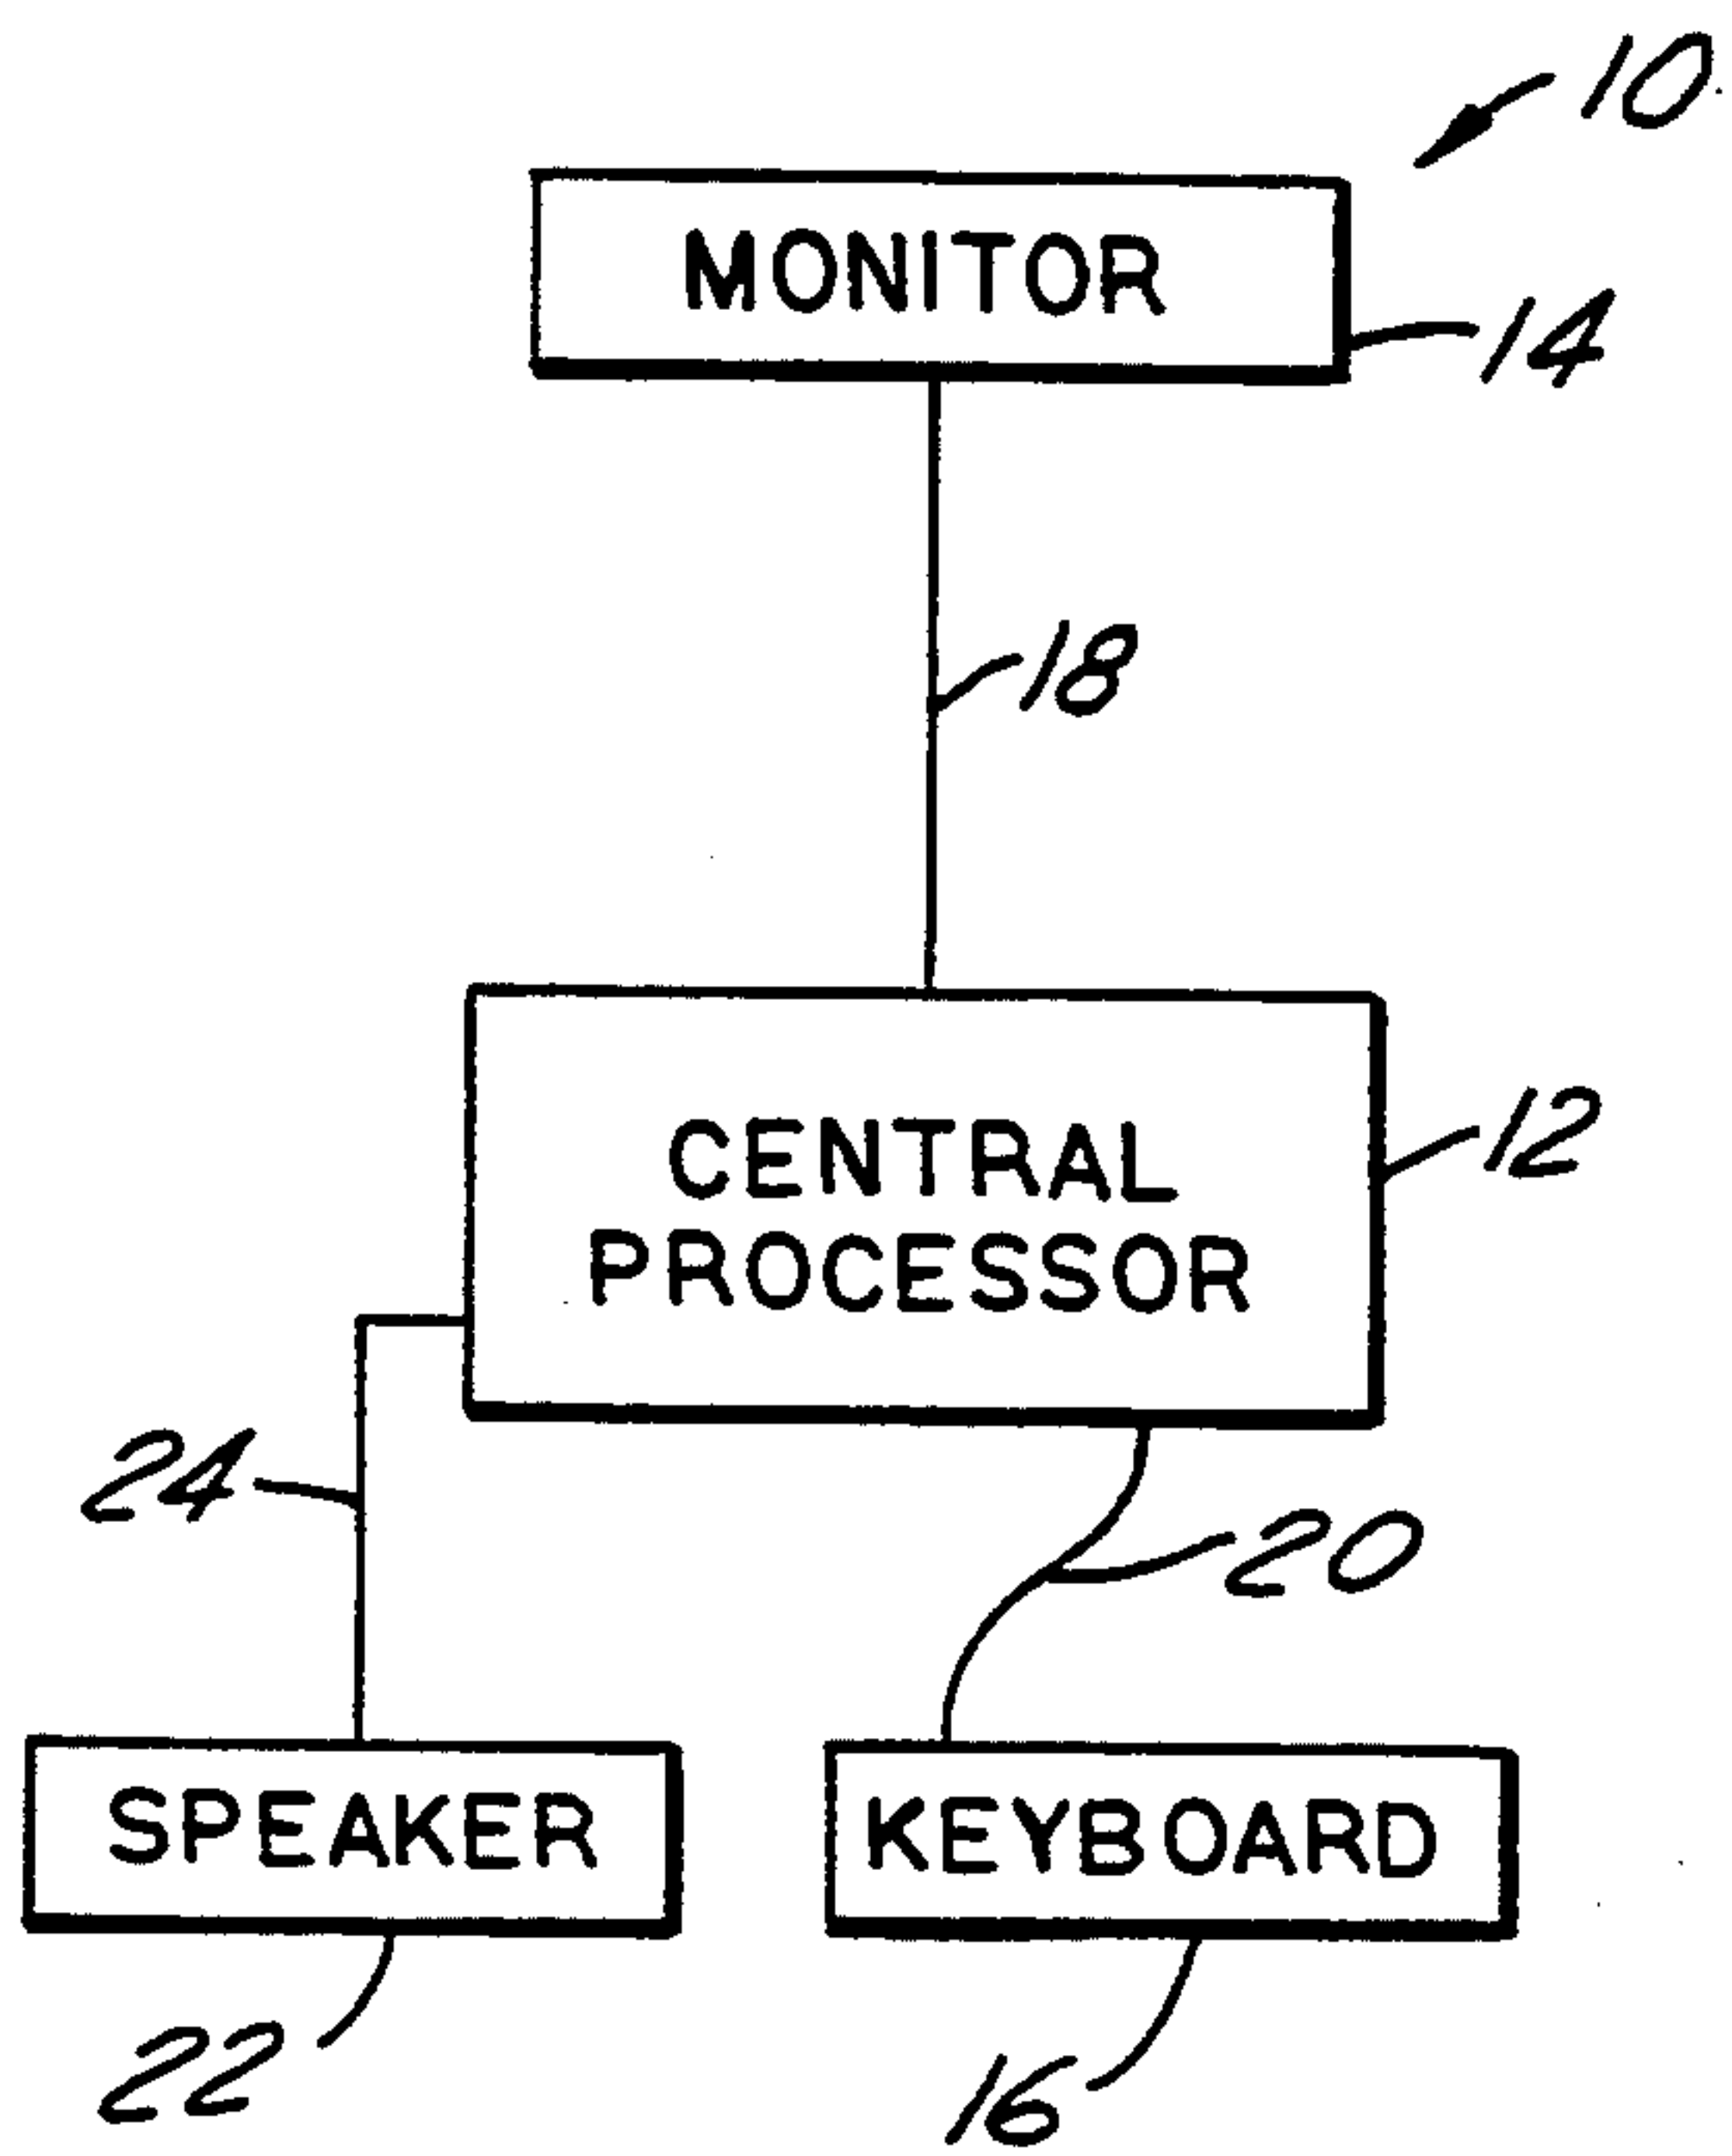 10
MONITOR
14
18
CENTRAL
PROCESSOR
12
24
20
SPEAKER
KEYBOARD
22
16